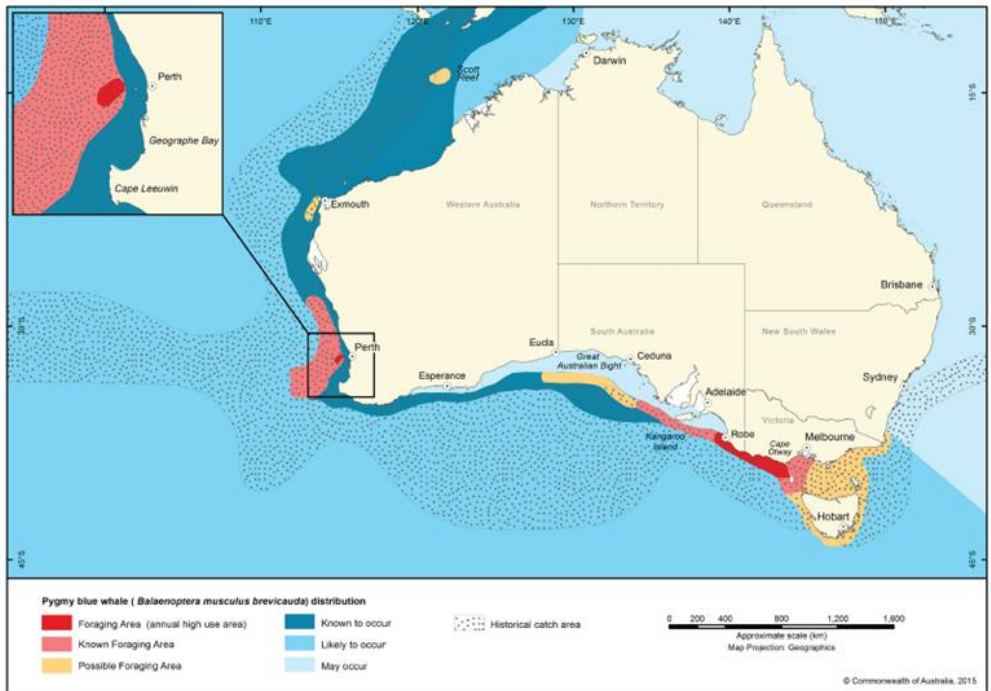 110°E
120°E
130°E
140°E
150°E
Perth
Geographe Bay
Cape Leeuwin
Scott
Reef
Darwin
15°S
Exmouth
Western Australia
Northern Territory
Queensland
Brisbane
30°S
30°S
South Australia
New South Wales
Perth
Eucla
Great
Australian Bight
Ceduna
Esperance
Sydney
Adelaide
Victoria
Kangaroo
Island
Robe
Cape
Otway
Melbourne
Hobart
45°S
45°S
Pygmy blue whale ( Balaenoptera musculus brevicauda) distribution
Foraging Area (annual high use area)
Known Foraging Area
Possible Foraging Area
Known to occur
Likely to occur
May occur
Historical catch area
0 200 400 800 1,200 1,600
Approximate scale (km)
Map Projection: Geographics
© Commonwealth of Australia, 2015